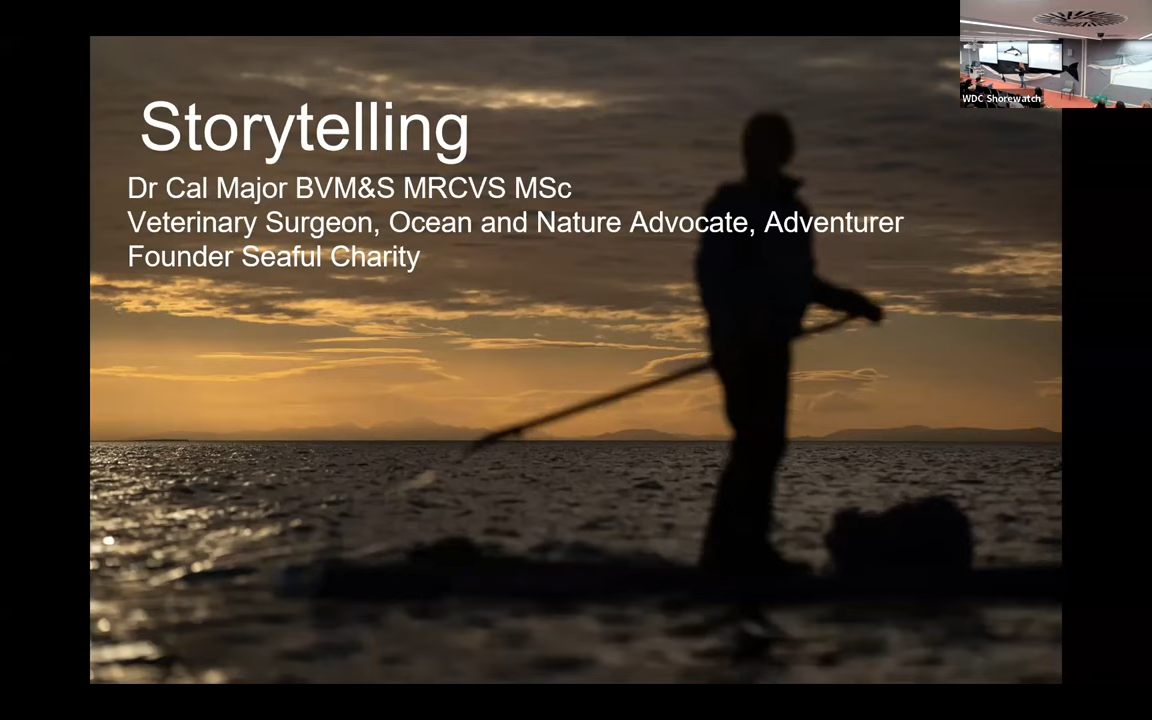 Storytelling
Dr Cal Major BVM&S MRCVS MSc
Veterinary Surgeon, Ocean and Nature Advocate, Adventurer
Founder Seaful Charity
WDC Shorewatch